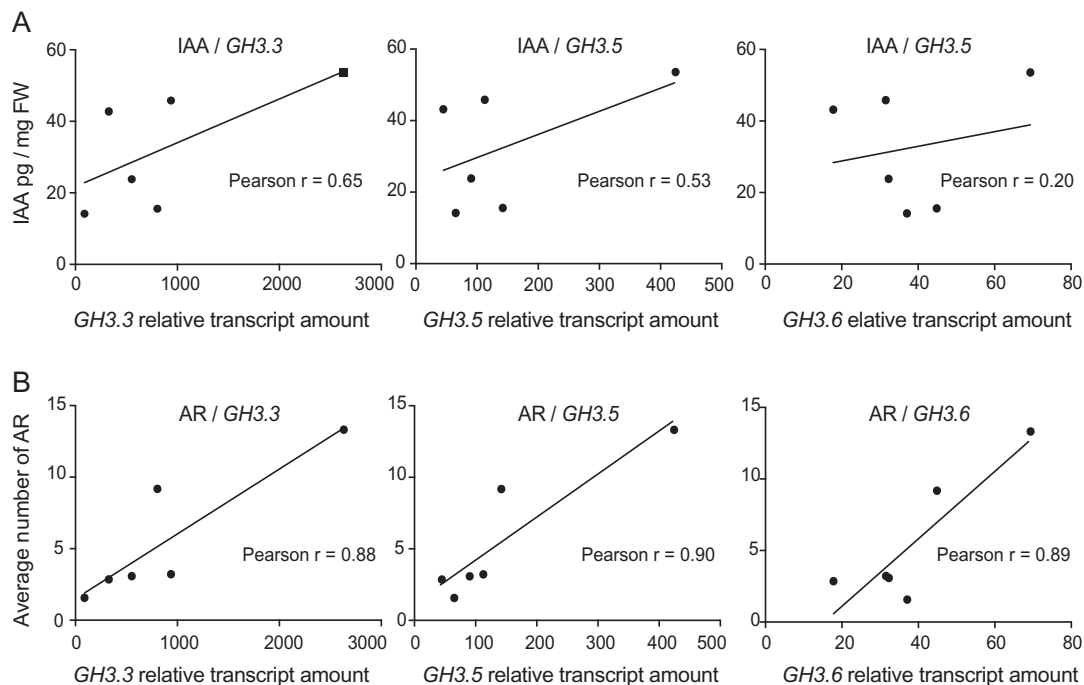 A
IAA / GH3.3
IAA / GH3.5
IAA / GH3.5
IAA pg / mg FW
60
40
20
0
Pearson r = 0.65
0 1000 2000 3000
GH3.3 relative transcript amount
60
40
20
0
Pearson r = 0.53
0 100 200 300 400 500
GH3.5 relative transcript amount
60
40
20
0
Pearson r = 0.20
0 20 40 60 80
GH3.6 elative transcript amount
B
AR / GH3.3
AR / GH3.5
AR / GH3.6
Average number of AR
15
10
5
0
Pearson r = 0.88
0 1000 2000 3000
GH3.3 relative transcript amount
15
10
5
0
Pearson r = 0.90
0 100 200 300 400 500
GH3.5 relative transcript amount
15
10
5
0
Pearson r = 0.89
0 20 40 60 80
GH3.6 relative transcript amount